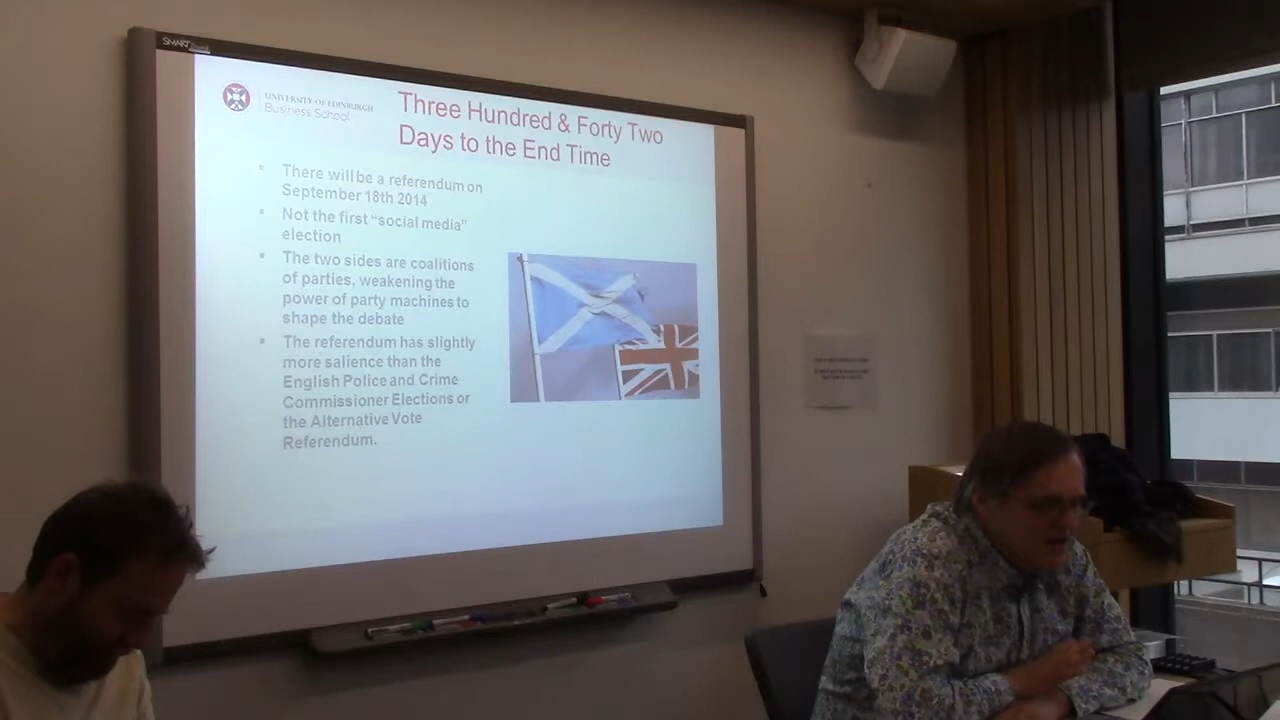 SMART
UNIVERSITY OF EDINBURGH
Business School
Three Hundred & Forty Two
Days to the End Time
There will be a referendum on
September 18th 2014
Not the first “social media”
election
The two sides are coalitions
of parties, weakening the
power of party machines to
shape the debate
The referendum has slightly
more salience than the
English Police and Crime
Commissioner Elections or
the Alternative Vote
Referendum.